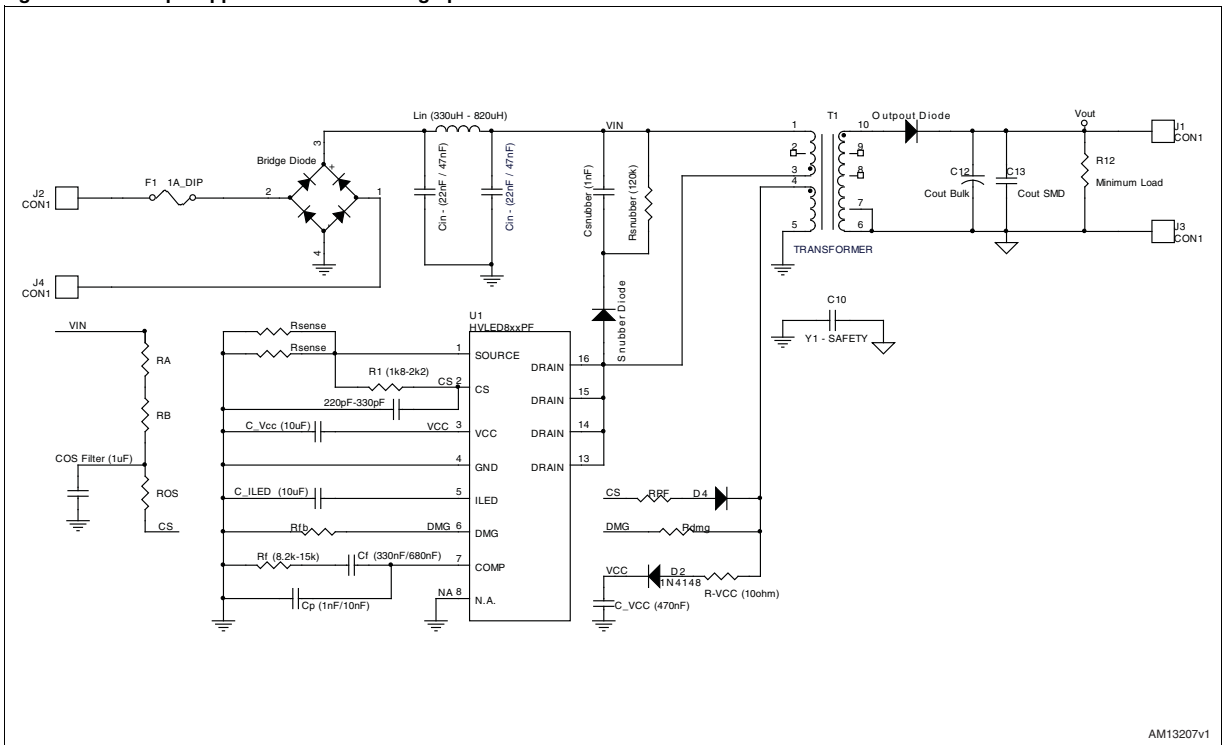 Lin (330uH - 820uH)
VIN
T1
Outpout Diode
Vout
J1
CON1
1
10
2
9
3
8
4
7
5
6
TRANSFORMER
3
Bridge Diode
+
2
1
4
F1 1A_DIP
J2
CON1
J4
CON1
Cin - (22nF / 47nF)
Cin - (22nF / 47nF)
Csnubber (1nF)
Rsnubber (120k)
Snubber Diode
C12
Cout Bulk
C13
Cout SMD
R12
Minimum Load
J3
CON1
C10
Y1 - SAFETY
VIN
RA
RB
COS Filter (1uF)
ROS
CS
U1
HVLED8xxPF
Rsense
Rsense
1
SOURCE
R1 (1k8-2k2)
CS 2
CS
220pF-330pF
C_Vcc (10uF)
VCC 3
VCC
4
GND
C_ILED (10uF)
5
ILED
Rfb
DMG 6
DMG
Rf (8.2k-15k)
Cf (330nF/680nF)
7
COMP
Cp (1nF/10nF)
NA 8
N.A.
16
DRAIN
15
DRAIN
14
DRAIN
13
DRAIN
CS
RPF
D4
DMG
Rdmg
VCC
D2
1N4148
R-VCC (10ohm)
C_VCC (470nF)
AM13207v1